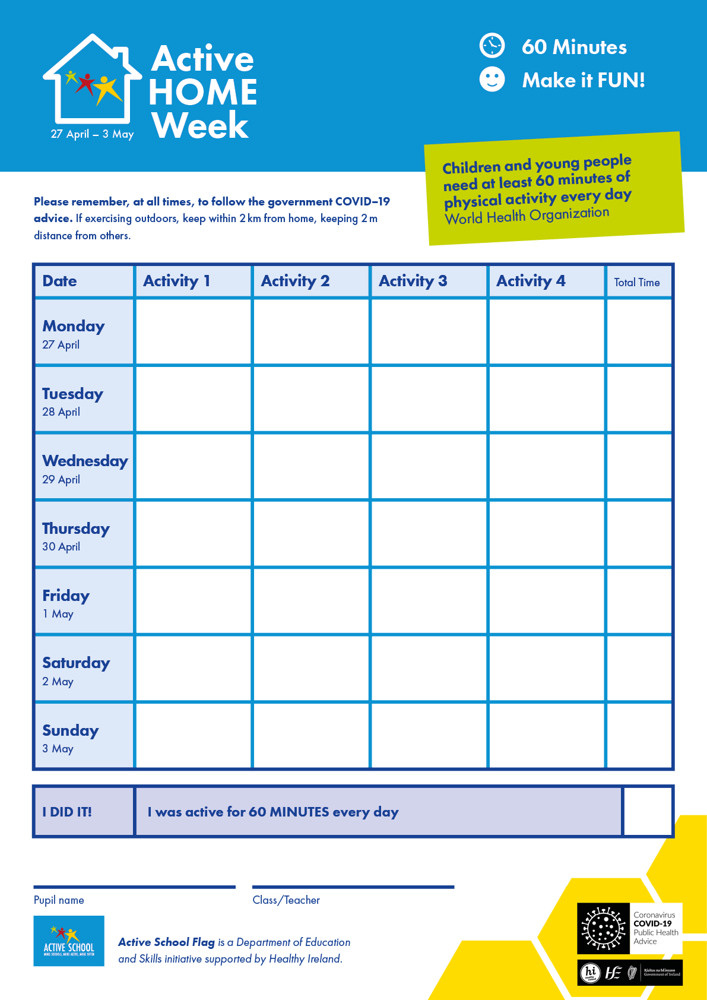 Active
HOME
Week
27 April – 3 May
60 Minutes
Make it FUN!
Children and young people
need at least 60 minutes of
physical activity every day
World Health Organization
Please remember, at all times, to follow the government COVID–19
advice. If exercising outdoors, keep within 2 km from home, keeping 2 m
distance from others.
Date Activity 1 Activity 2 Activity 3 Activity 4 Total Time
Monday
27 April
Tuesday
28 April
Wednesday
29 April
Thursday
30 April
Friday
1 May
Saturday
2 May
Sunday
3 May
I DID IT! I was active for 60 MINUTES every day
Pupil name Class/Teacher
ACTIVE SCHOOL
MORE SCHOOLS, MORE ACTIVE, MORE OFTEN
Active School Flag is a Department of Education
and Skills initiative supported by Healthy Ireland.
Coronavirus
COVID-19
Public Health
Advice
hi
Healthy
Ireland
HE
Rialtas na hÉireann
Government of Ireland